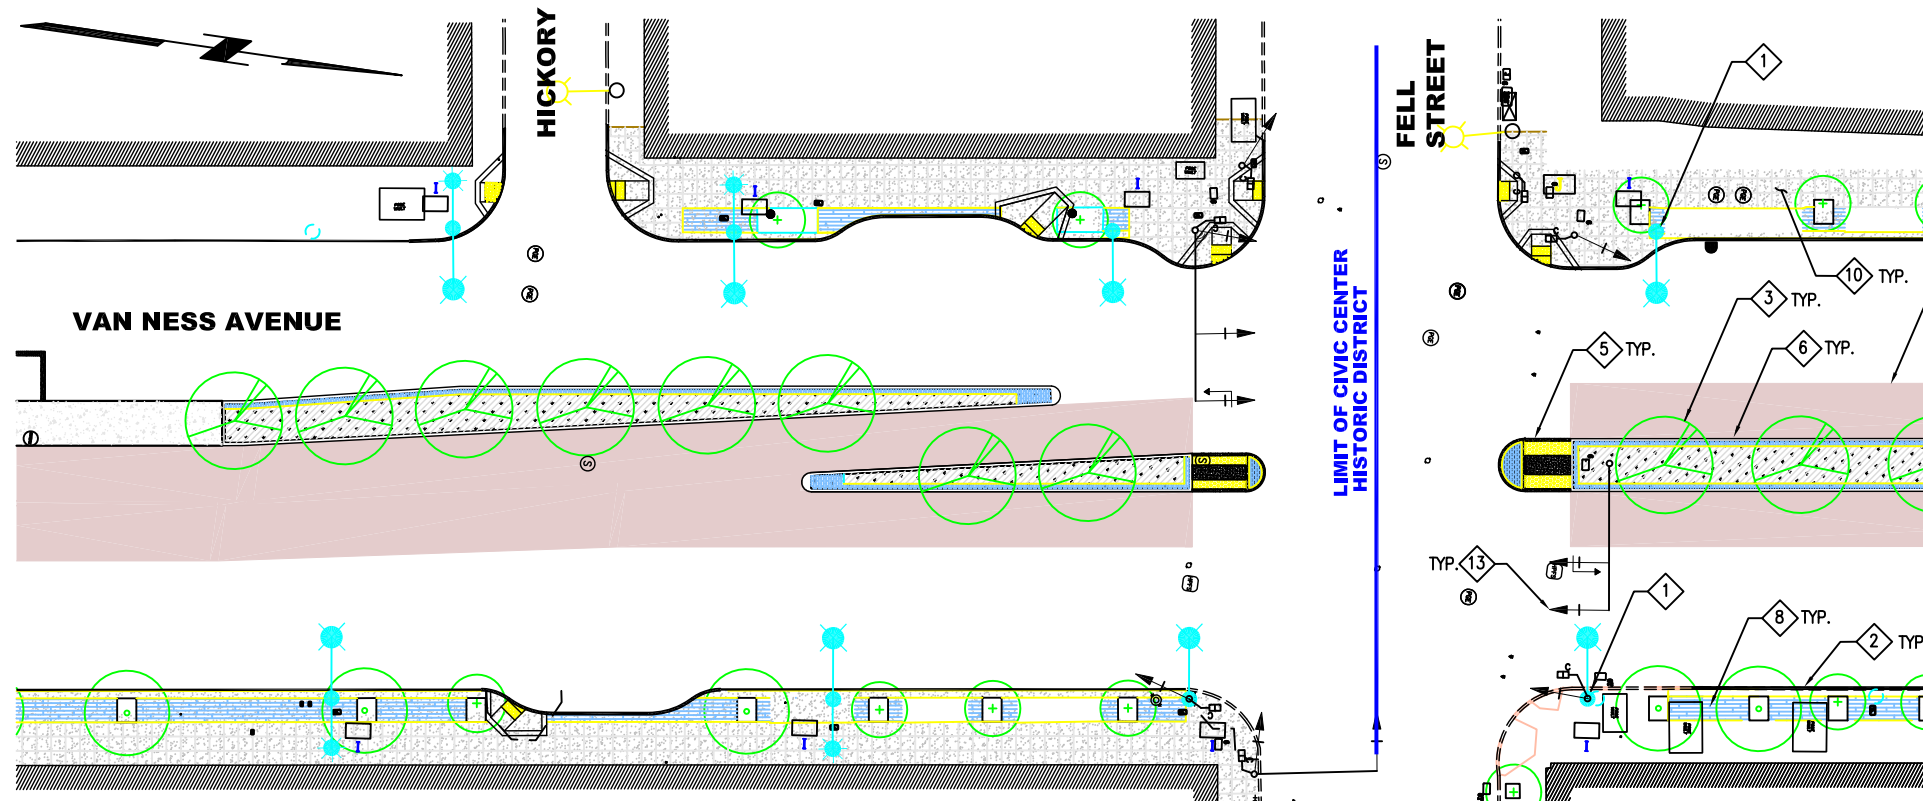 HICKORY
FELL
STREET
1
VAN NESS AVENUE
LIMIT OF CIVIC CENTER
HISTORIC DISTRICT
10 TYP.
3 TYP.
5 TYP.
6 TYP.
TYP. 13
1
8 TYP.
2 TYP